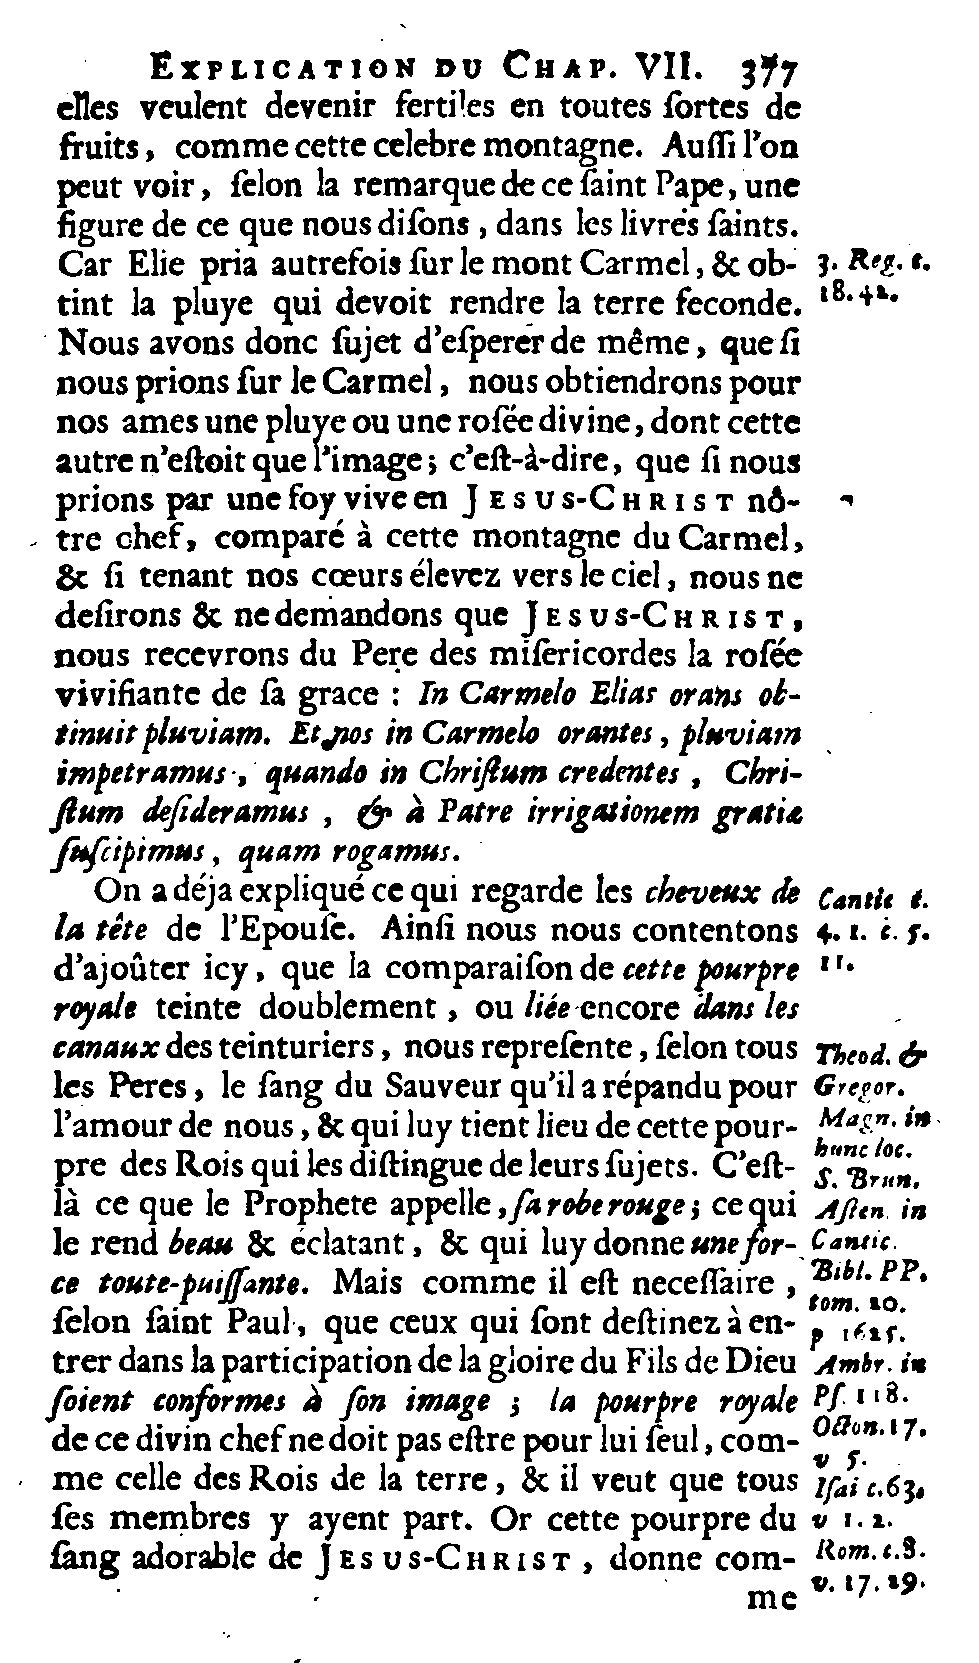 EXPLICATION DU CHAP. VII. 377
elles veulent devenir fertiles en toutes ſortes de
fruits, comme cette celebre montagne. Auſſi l'on
peut voir, ſelon la remarque de ce ſaint Pape, une
figure de ce que nous diſons, dans les livres ſaints.
Car Elie pria autrefois ſur le mont Carmel, & ob-
tint la pluye qui devoit rendre la terre feconde.
Nous avons donc ſujet d'eſperer de même, que ſi
nous prions ſur le Carmel, nous obtiendrons pour
nos ames une pluye ou une roſée divine, dont cette
autre n'eſtoit que l'image; c'eſt-à-dire, que ſi nous
prions par une foy vive en JESUS-CHRIST nô-
tre chef, comparé à cette montagne du Carmel,
& ſi tenant nos cœurs élevez vers le ciel, nous ne
deſirons & ne demandons que JESUS-CHRIST,
nous recevrons du Pere des miſericordes la roſée
vivifiante de ſa grace : In Carmelo Elias orans ob-
tinuit pluviam. Et nos in Carmelo orantes, pluviam
impetramus, quando in Chriſtum credentes, Chri-
ſtum deſideramus, & à Patre irrigationem gratiæ
ſuſcipimus, quam rogamus.
On a déja expliqué ce qui regarde les cheveux de
la tête de l'Epouſe. Ainſi nous nous contentons
d'ajoûter icy, que la comparaiſon de cette pourpre
royale teinte doublement, ou liée encore dans les
canaux des teinturiers, nous repreſente, ſelon tous
les Peres, le ſang du Sauveur qu'il a répandu pour
l'amour de nous, & qui luy tient lieu de cette pour-
pre des Rois qui les diſtingue de leurs ſujets. C'eſt-
là ce que le Prophete appelle, ſa robe rouge; ce qui
le rend beau & éclatant, & qui luy donne une for-
ce toute-puiſſante. Mais comme il eſt neceſſaire,
ſelon ſaint Paul, que ceux qui ſont deſtinez à en-
trer dans la participation de la gloire du Fils de Dieu
ſoient conformes à ſon image; la pourpre royale
de ce divin chef ne doit pas eſtre pour lui ſeul, com-
me celle des Rois de la terre, & il veut que tous
ſes membres y ayent part. Or cette pourpre du
ſang adorable de JESUS-CHRIST, donne com-
me
3. Reg. c.
18. 42.
Cantic c.
4. 1. c. 5.
11.
Theod. &
Gregor.
Magn. in
hunc loc.
S. Brun.
Aſten. in
Cantic.
Bibl. PP.
tom. 20.
p 1625.
Ambr. in
Pſ. 118.
Octon. 17.
v 5.
Iſai c. 63.
v 1. 2.
Rom. c. 8.
v. 17. 29.